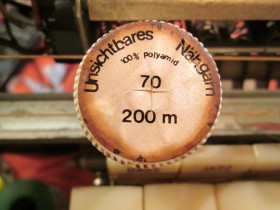 Unsichtbares Nähgarn
100% polyamid
70
200 m